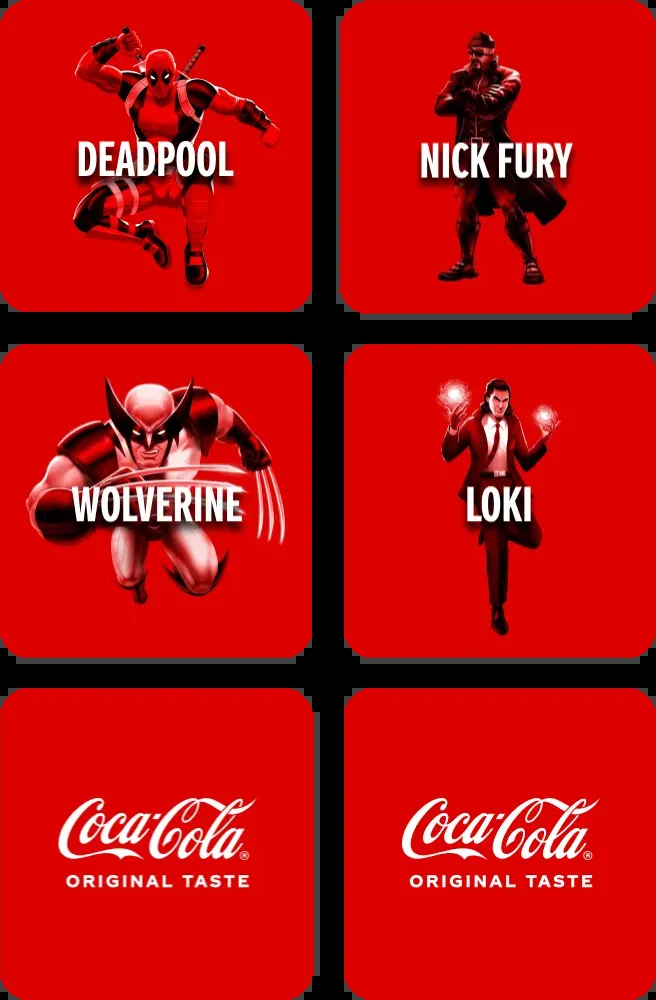 DEADPOOL
NICK FURY
WOLVERINE
LOKI
Coca-Cola®
ORIGINAL TASTE
Coca-Cola®
ORIGINAL TASTE